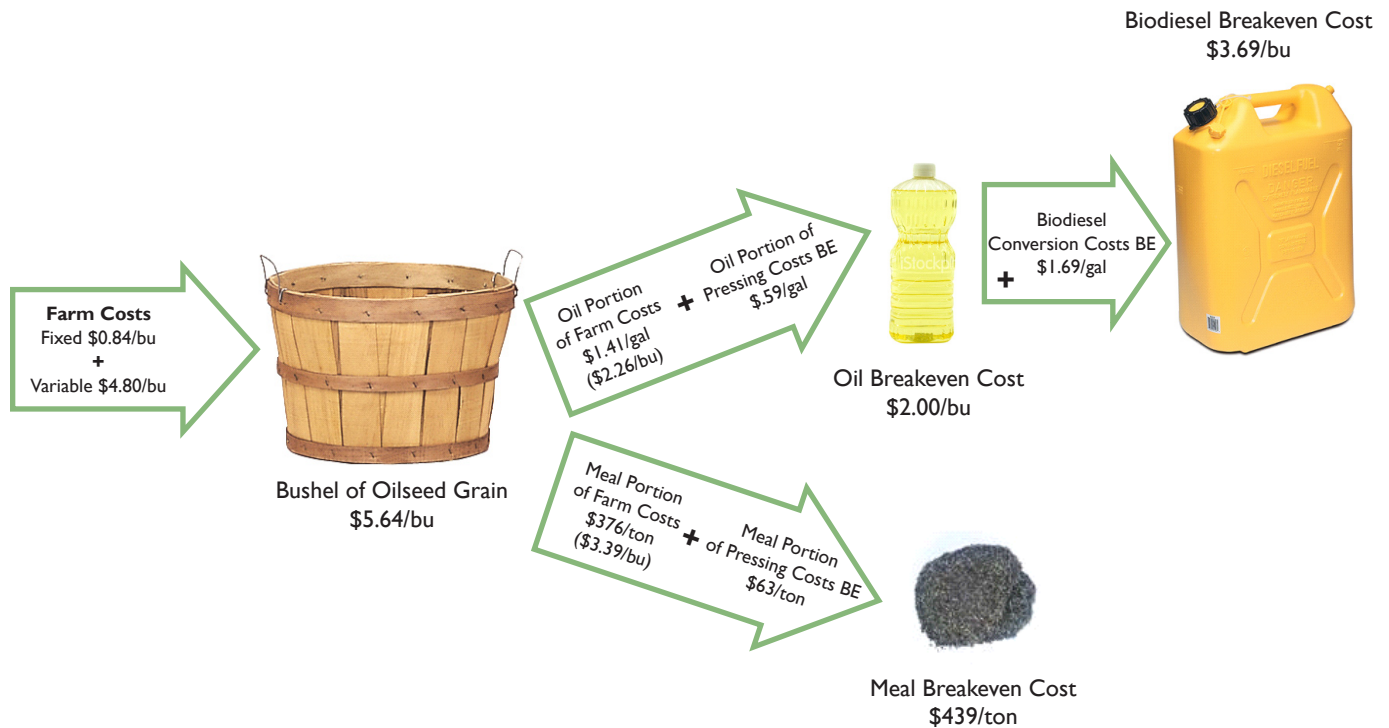 Biodiesel Breakeven Cost
$3.69/bu
DIESEL FUEL
DANGER
Farm Costs
Fixed $0.84/bu
+
Variable $4.80/bu
Bushel of Oilseed Grain
$5.64/bu
Oil Portion
of Farm Costs
$1.41/gal
($2.26/bu)
+
Oil Portion of
Pressing Costs BE
$.59/gal
iStockp
Oil Breakeven Cost
$2.00/bu
Biodiesel
Conversion Costs BE
+ $1.69/gal
Meal Portion
of Farm Costs
$376/ton
($3.39/bu)
+
Meal Portion
of Pressing Costs BE
$63/ton
Meal Breakeven Cost
$439/ton